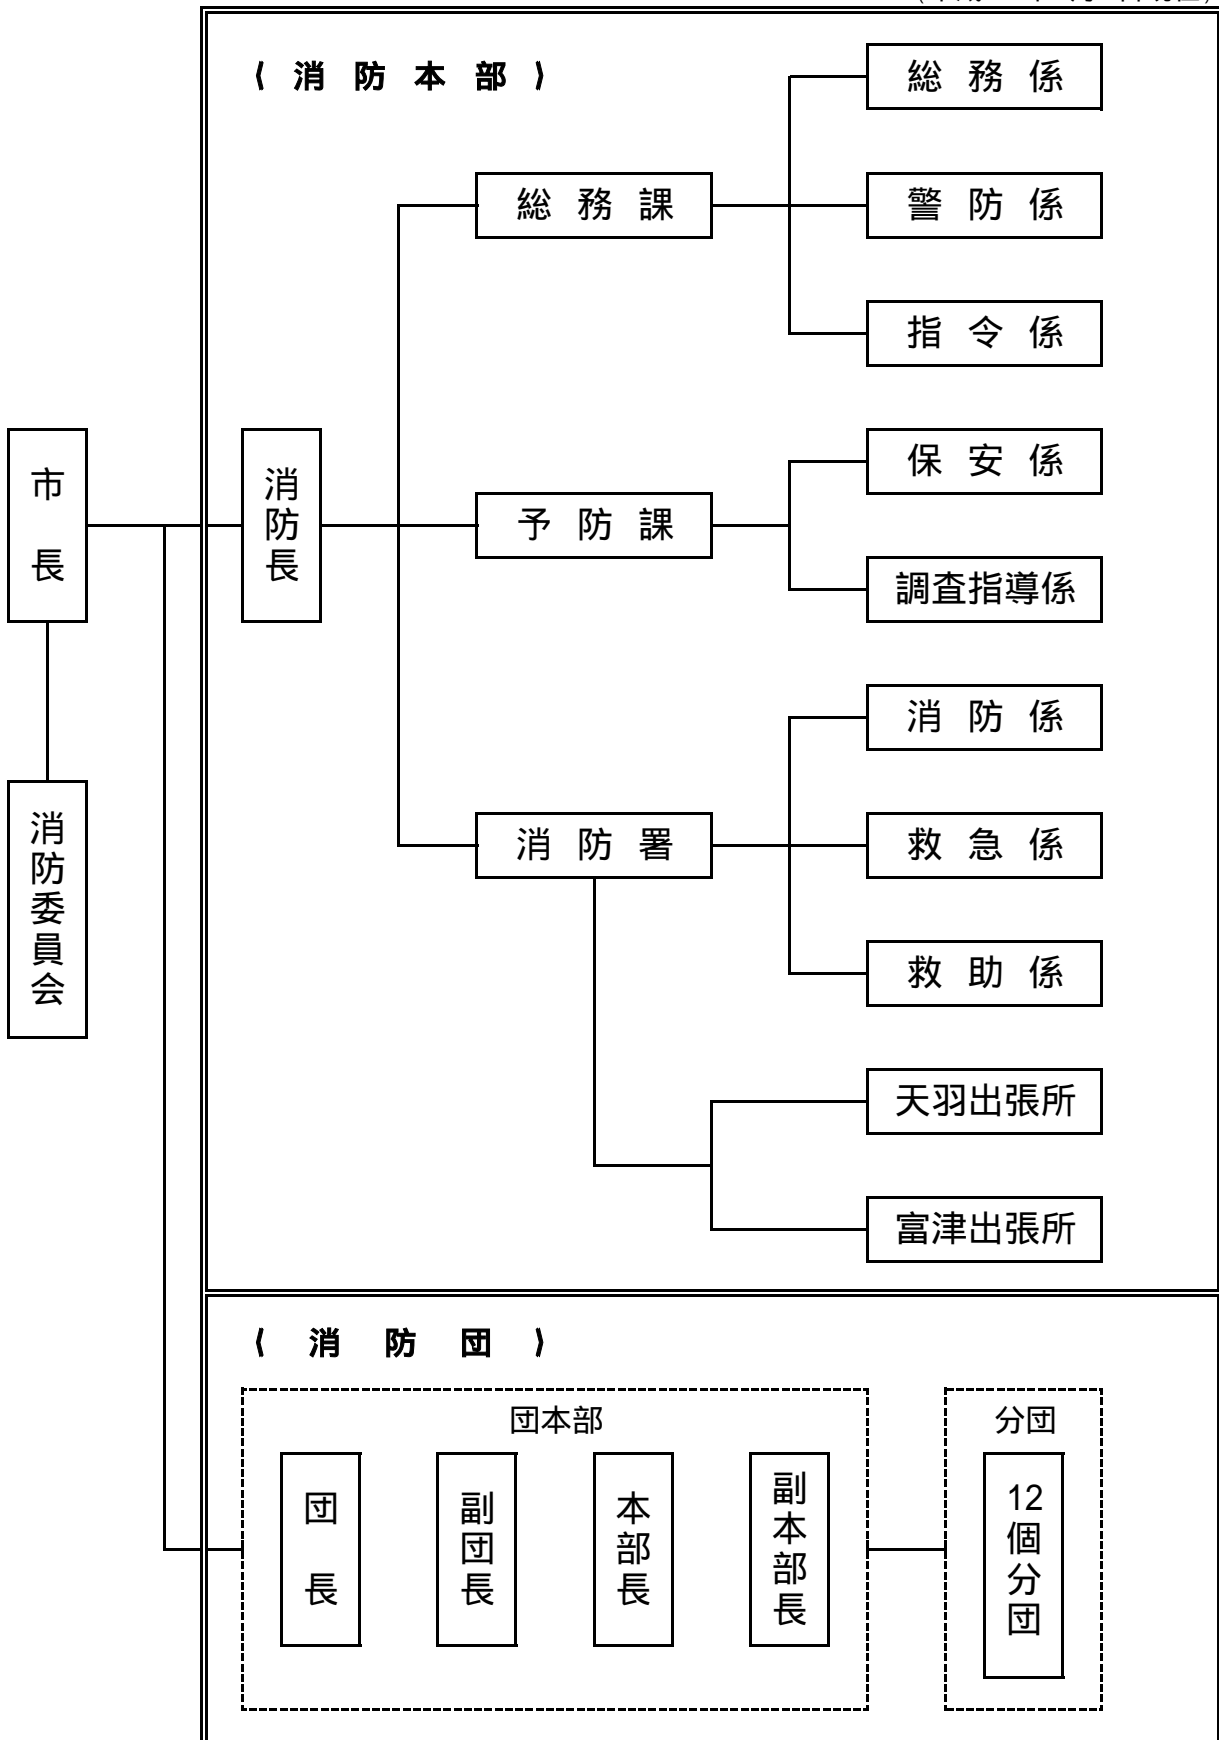 〈 消 防 本 部 〉
総 務 係
総 務 課
警 防 係
指 令 係
市長
消防長
保 安 係
予 防 課
調査指導係
消 防 係
消防委員会
消 防 署
救 急 係
救 助 係
天羽出張所
富津出張所
〈 消 防 団 〉
団本部
分団
団長
副団長
本部長
副本部長
12個分団